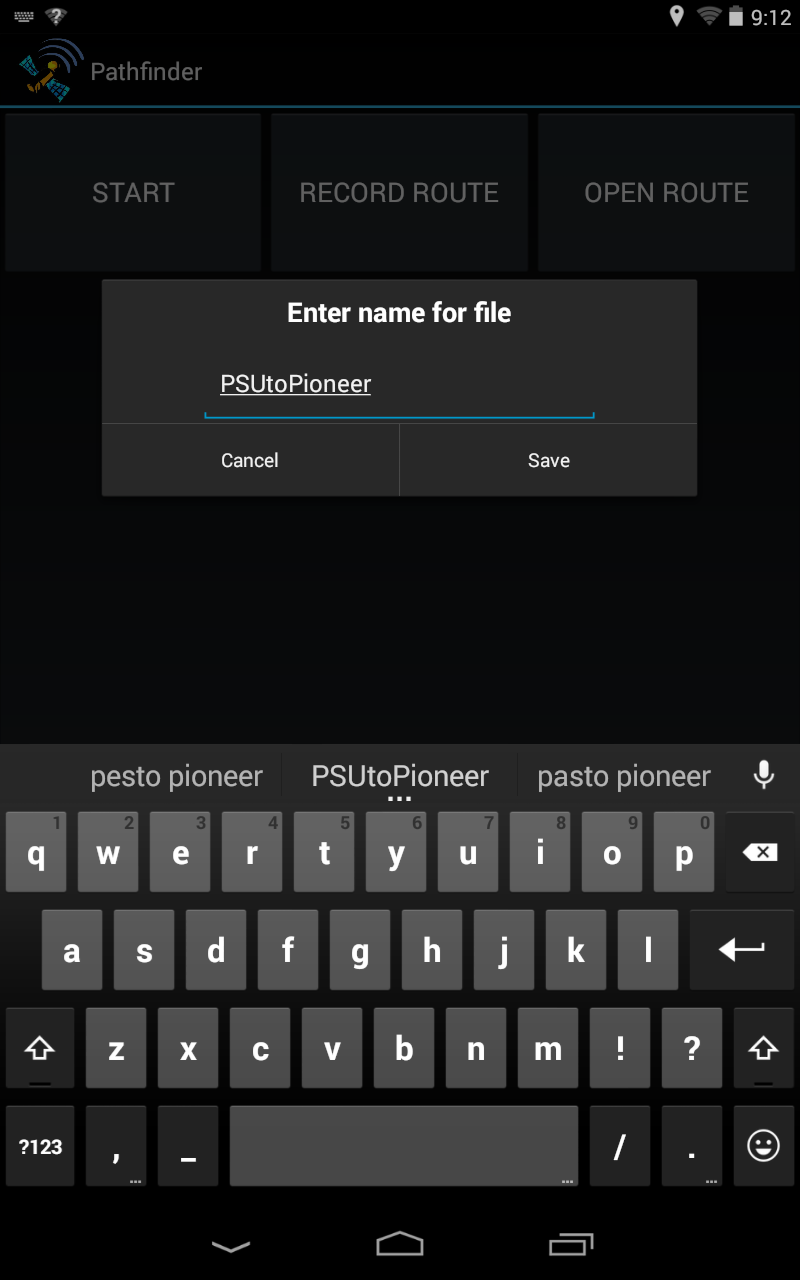 9:12
Pathfinder
START RECORD ROUTE OPEN ROUTE
Enter name for file
PSUtoPioneer
Cancel Save
pesto pioneer PSUtoPioneer pasto pioneer
...
1 2 3 4 5 6 7 8 9 0
q w e r t y u i o p
a s d f g h j k l
z x c v b n m ! ?
?123 , _ / .
... ... ...